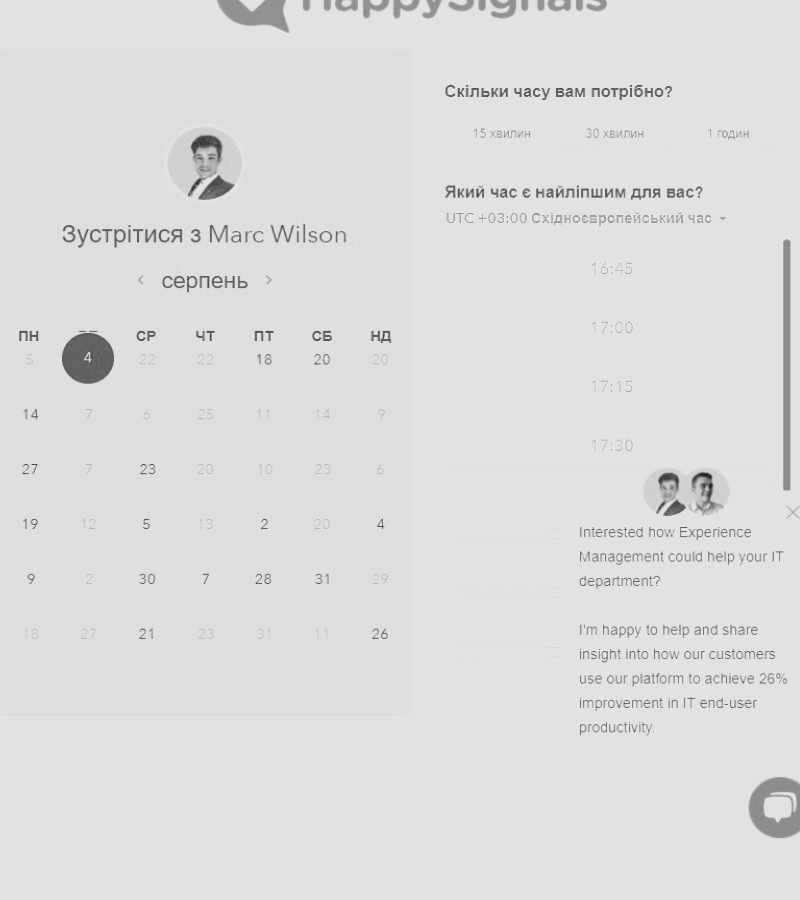 HappySignals
Зустрітися з Marc Wilson
серпень
ПН СР ЧТ ПТ СБ НД
5 4 22 22 18 20 20
14 7 6 25 11 14 9
27 7 23 20 10 23 6
19 12 5 13 2 20 4
9 2 30 7 28 31 29
18 27 21 23 31 11 26
Скільки часу вам потрібно?
15 хвилин 30 хвилин 1 годин
Який час є найліпшим для вас?
UTC +03:00 Східноєвропейський час
16:45
17:00
17:15
17:30
Interested how Experience
Management could help your IT
department?
I'm happy to help and share
insight into how our customers
use our platform to achieve 26%
improvement in IT end-user
productivity.